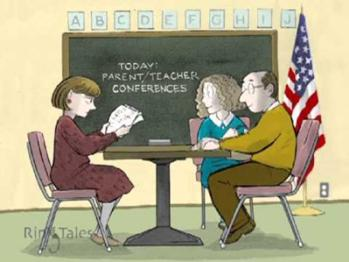 A B C D E F G H I J
TODAY:
PARENT/TEACHER
CONFERENCES
RingTales